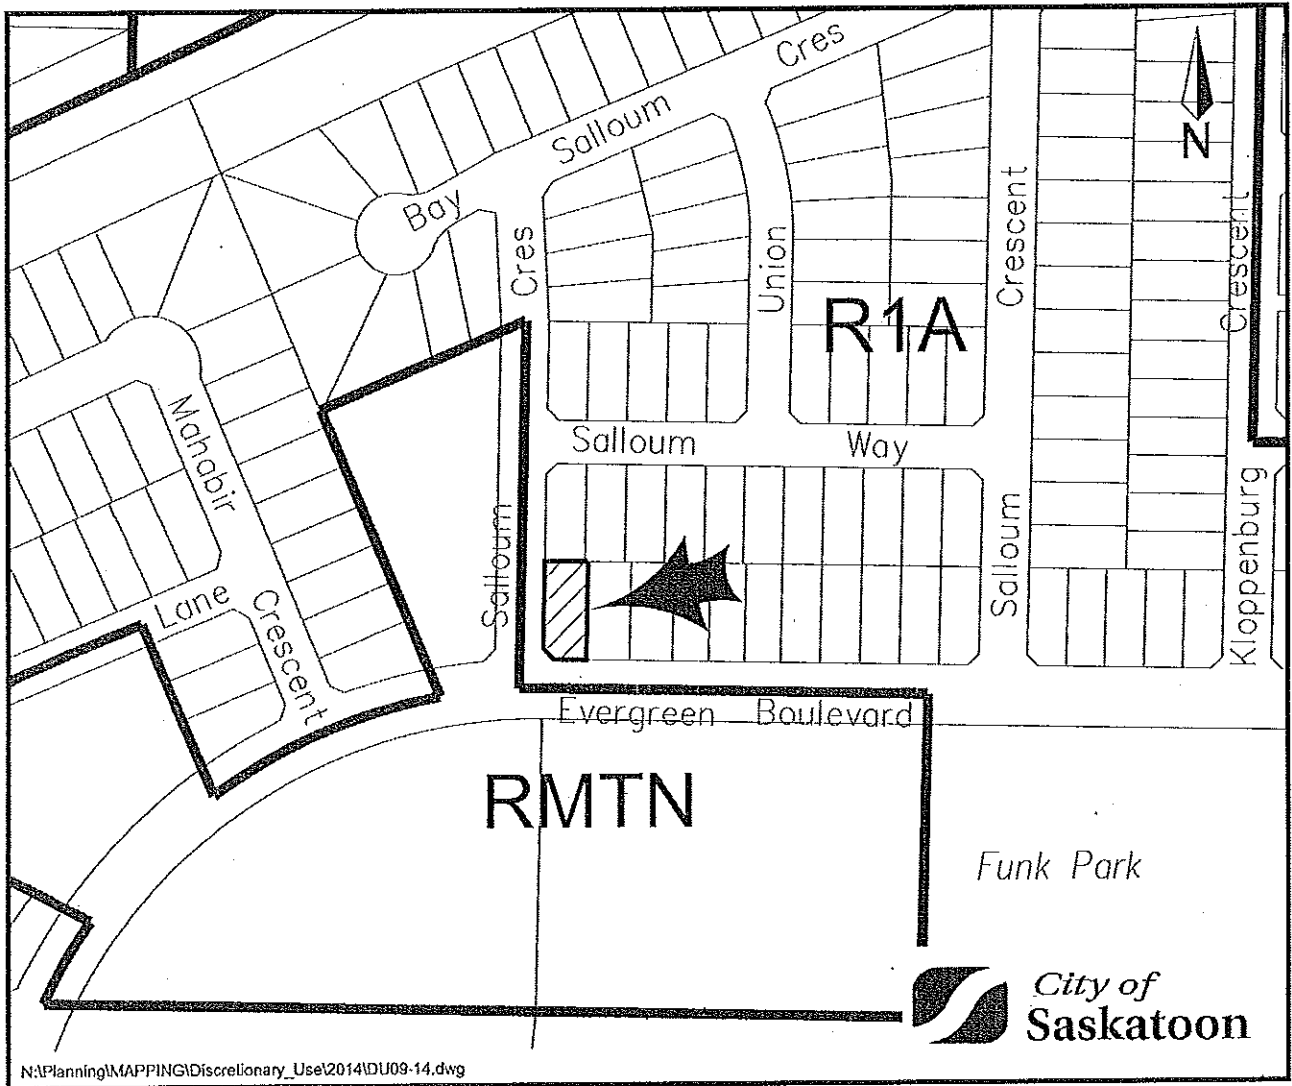 Cres
Salloum
N
Bay
Cres
Union
Crescent
Crescent
R1A
Mahabir
Salloum Way
Salloum
Salloum
Kloppenburg
Lane
Crescent
Evergreen Boulevard
RMTN
Funk Park
City of
Saskatoon
N:\Planning\MAPPING\Discretionary_Use\2014\DU09-14.dwg